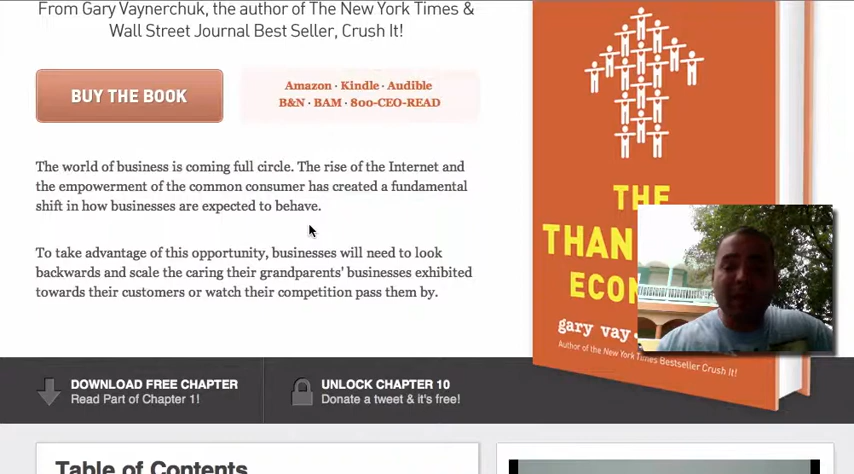 From Gary Vaynerchuk, the author of The New York Times &
Wall Street Journal Best Seller, Crush It!
BUY THE BOOK
Amazon · Kindle · Audible
B&N · BAM · 800-CEO-READ
The world of business is coming full circle. The rise of the Internet and
the empowerment of the common consumer has created a fundamental
shift in how businesses are expected to behave.
To take advantage of this opportunity, businesses will need to look
backwards and scale the caring their grandparents' businesses exhibited
towards their customers or watch their competition pass them by.
THE
THAN
ECON
gary vay
Author of the New York Times Bestseller Crush It!
DOWNLOAD FREE CHAPTER
Read Part of Chapter 1!
UNLOCK CHAPTER 10
Donate a tweet & it's free!
Table of Contents